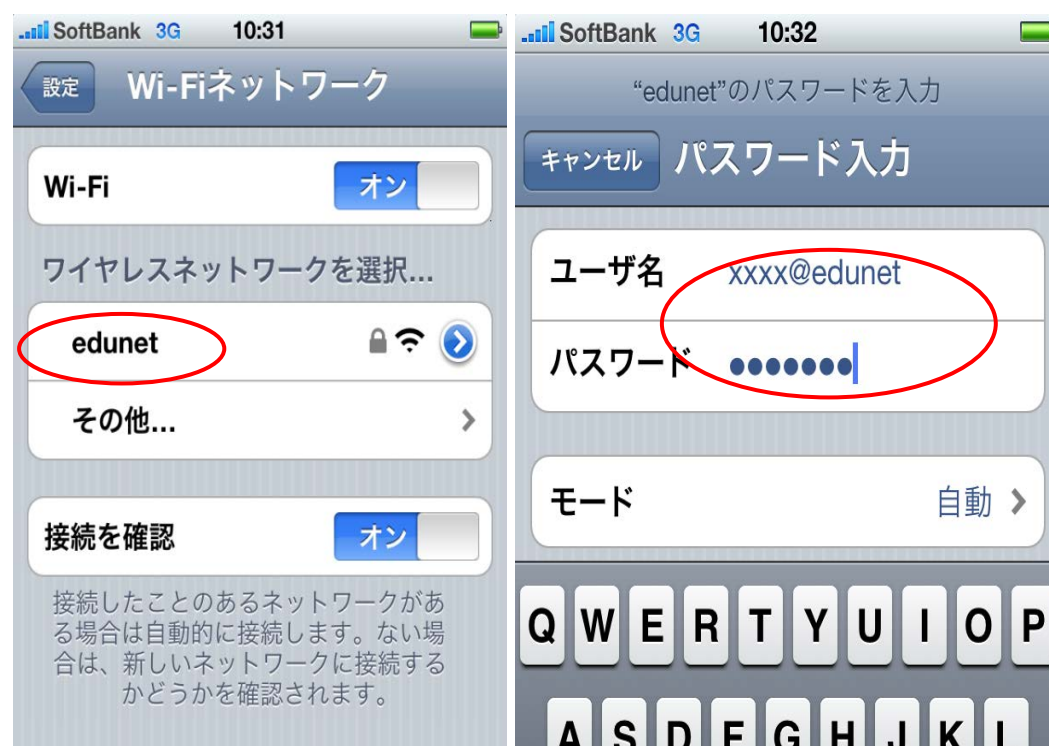 SoftBank 3G 10:31
設定 Wi-Fiネットワーク
Wi-Fi オン
ワイヤレスネットワークを選択...
edunet
その他...
接続を確認 オン
接続したことのあるネットワークがあ
る場合は自動的に接続します。ない場
合は、新しいネットワークに接続する
かどうかを確認されます。
SoftBank 3G 10:32
“edunet”のパスワードを入力
キャンセル パスワード入力
ユーザ名 xxxx@edunet
パスワード ●●●●●●●
モード 自動
Q W E R T Y U I O P
A S D F G H J K L